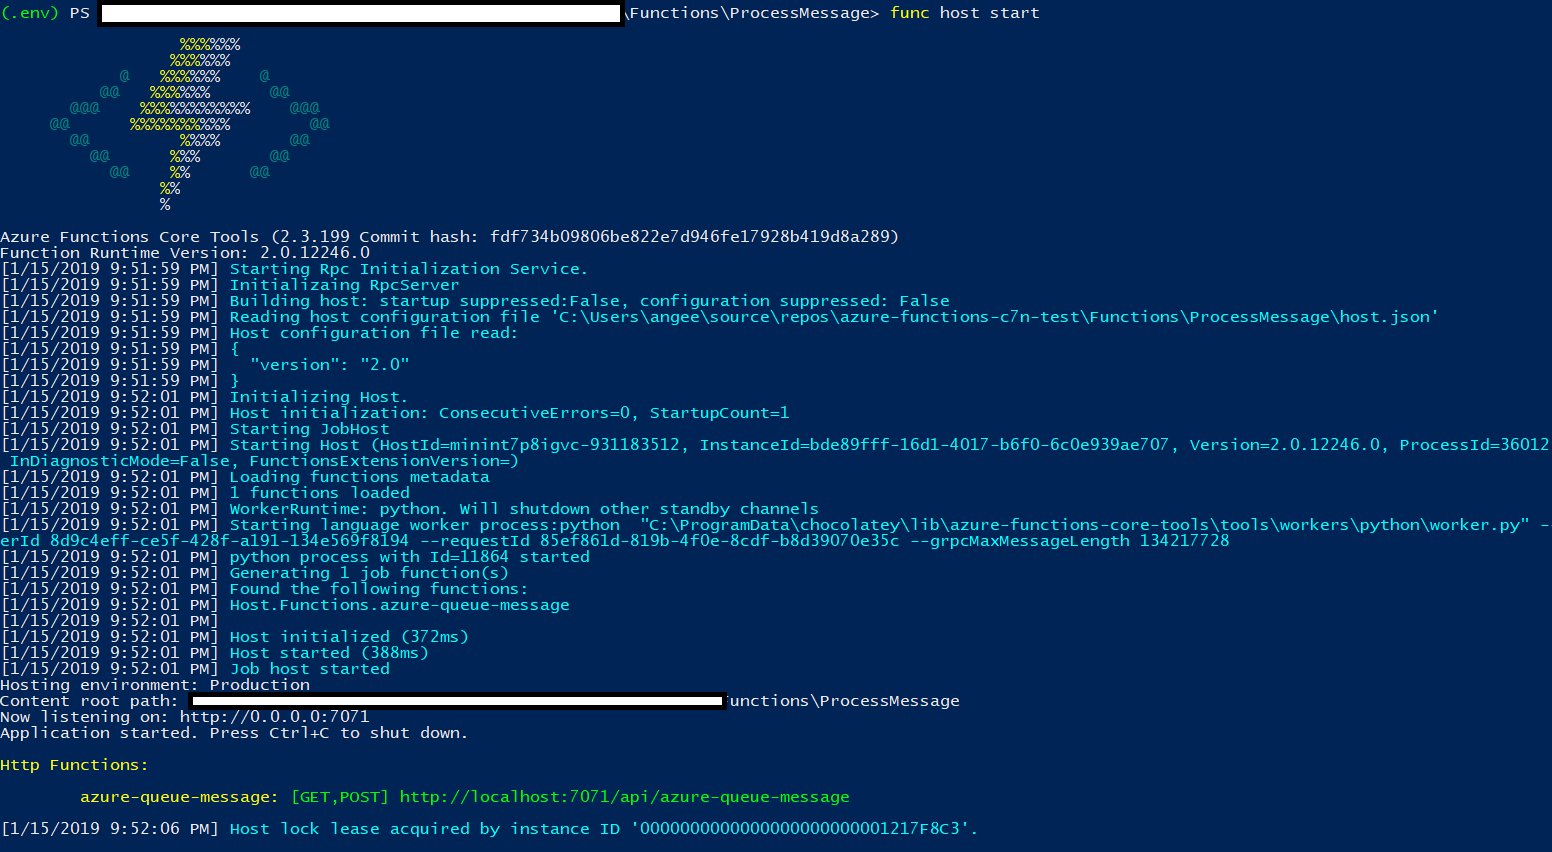 (.env) PS \Functions\ProcessMessage> func host start
%%%%%%
%%%%%%
@ %%%%%% @
@@ %%%%%% @@
@@@ %%%%%%%%%%% @@@
@@ %%%%%%%%%% @@
@@ %%%% @@
@@ %%% @@
@@ %% @@
%%
%
Azure Functions Core Tools (2.3.199 Commit hash: fdf734b09806be822e7d946fe17928b419d8a289)
Function Runtime Version: 2.0.12246.0
[1/15/2019 9:51:59 PM] Starting Rpc Initialization Service.
[1/15/2019 9:51:59 PM] Initializaing RpcServer
[1/15/2019 9:51:59 PM] Building host: startup suppressed:False, configuration suppressed: False
[1/15/2019 9:51:59 PM] Reading host configuration file 'C:\Users\angee\source\repos\azure-functions-c7n-test\Functions\ProcessMessage\host.json'
[1/15/2019 9:51:59 PM] Host configuration file read:
[1/15/2019 9:51:59 PM] {
[1/15/2019 9:51:59 PM]   "version": "2.0"
[1/15/2019 9:51:59 PM] }
[1/15/2019 9:52:01 PM] Initializing Host.
[1/15/2019 9:52:01 PM] Host initialization: ConsecutiveErrors=0, StartupCount=1
[1/15/2019 9:52:01 PM] Starting JobHost
[1/15/2019 9:52:01 PM] Starting Host (HostId=minint7p8igvc-931183512, InstanceId=bde89fff-16d1-4017-b6f0-6c0e939ae707, Version=2.0.12246.0, ProcessId=36012
InDiagnosticMode=False, FunctionsExtensionVersion=)
[1/15/2019 9:52:01 PM] Loading functions metadata
[1/15/2019 9:52:01 PM] 1 functions loaded
[1/15/2019 9:52:01 PM] WorkerRuntime: python. Will shutdown other standby channels
[1/15/2019 9:52:01 PM] Starting language worker process:python  "C:\ProgramData\chocolatey\lib\azure-functions-core-tools\tools\workers\python\worker.py" --
erId 8d9c4eff-ce5f-428f-a191-134e569f8194 --requestId 85ef861d-819b-4f0e-8cdf-b8d39070e35c --grpcMaxMessageLength 134217728
[1/15/2019 9:52:01 PM] python process with Id=11864 started
[1/15/2019 9:52:01 PM] Generating 1 job function(s)
[1/15/2019 9:52:01 PM] Found the following functions:
[1/15/2019 9:52:01 PM] Host.Functions.azure-queue-message
[1/15/2019 9:52:01 PM]
[1/15/2019 9:52:01 PM] Host initialized (372ms)
[1/15/2019 9:52:01 PM] Host started (388ms)
[1/15/2019 9:52:01 PM] Job host started
Hosting environment: Production
Content root path: unctions\ProcessMessage
Now listening on: http://0.0.0.0:7071
Application started. Press Ctrl+C to shut down.
Http Functions:
azure-queue-message: [GET,POST] http://localhost:7071/api/azure-queue-message
[1/15/2019 9:52:06 PM] Host lock lease acquired by instance ID '0000000000000000000000001217F8C3'.